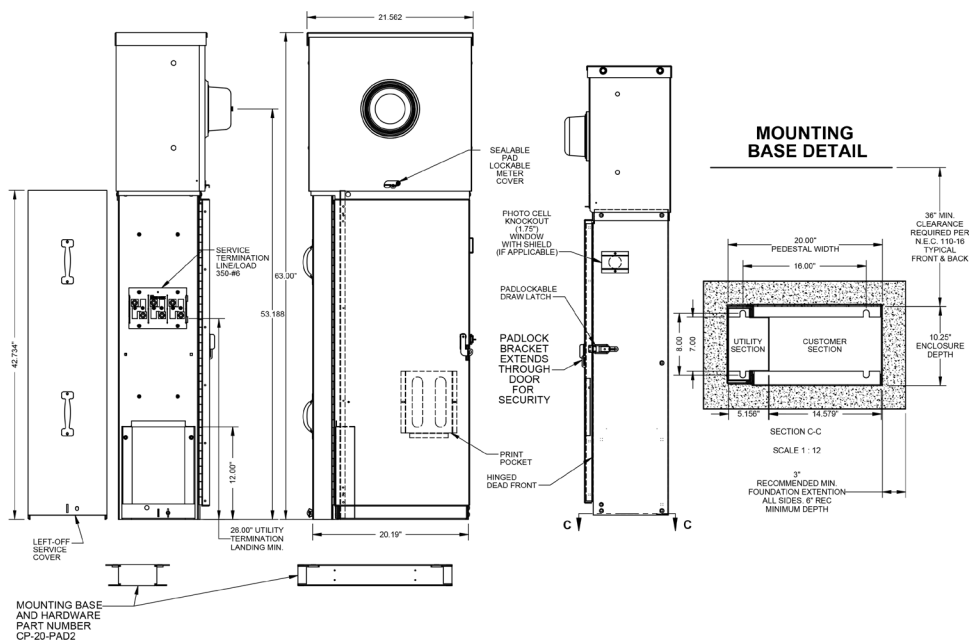 21.562
SEALABLE
PAD
LOCKABLE
METER
COVER
MOUNTING
BASE DETAIL
PHOTO CELL
KNOCKOUT
(1.75")
WINDOW
WITH SHIELD
(IF APPLICABLE)
36" MIN.
CLEARANCE
REQUIRED PER
N.E.C. 110-16
TYPICAL
FRONT & BACK
20.00"
PEDESTAL WIDTH
16.00"
SERVICE
TERMINATION
LINE/LOAD
350-#6
63.00"
53.188
PADLOCKABLE
DRAW LATCH
PADLOCK
BRACKET
EXTENDS
THROUGH
DOOR
FOR
SECURITY
8.00
7.00
UTILITY
SECTION
CUSTOMER
SECTION
10.25"
ENCLOSURE
DEPTH
42.734"
5.156"
14.579"
SECTION C-C
SCALE 1 : 12
12.00"
PRINT
POCKET
HINGED
DEAD FRONT
3"
RECOMMENDED MIN.
FOUNDATION EXTENTION
ALL SIDES. 6" REC
MINIMUM DEPTH
C
C
26.00" UTILITY
TERMINATION
LANDING MIN.
20.19"
LEFT-OFF
SERVICE
COVER
MOUNTING BASE
AND HARDWARE
PART NUMBER
CP-20-PAD2